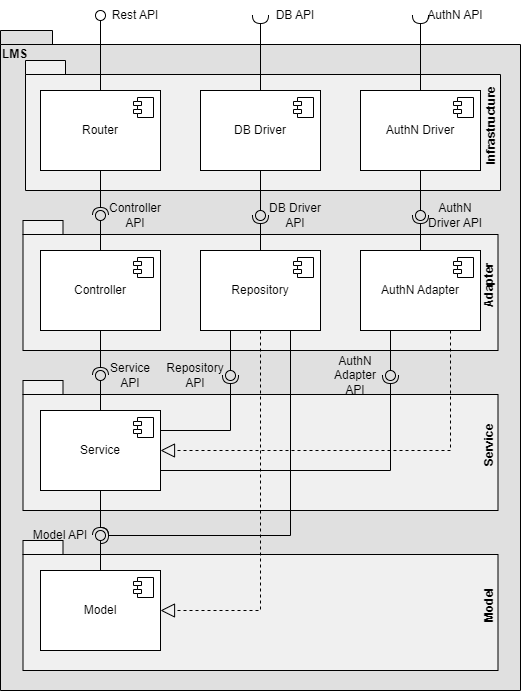 Rest API
DB API
AuthN API
LMS
Router
DB Driver
AuthN Driver
Infrastructure
Controller
API
DB Driver
API
AuthN
Driver API
Controller
Repository
AuthN Adapter
Adapter
Service
API
Repository
API
AuthN
Adapter
API
Service
Service
Model API
Model
Model